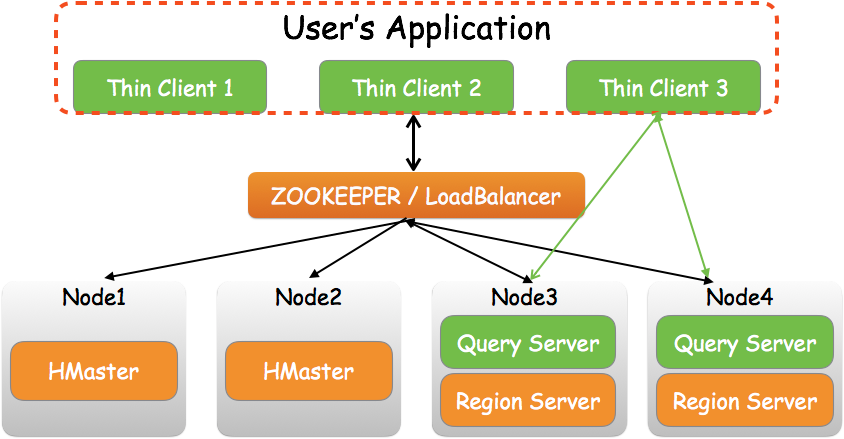 User's Application
Thin Client 1
Thin Client 2
Thin Client 3
ZOOKEEPER / LoadBalancer
Node1
Node2
Node3
Node4
HMaster
HMaster
Query Server
Query Server
Region Server
Region Server